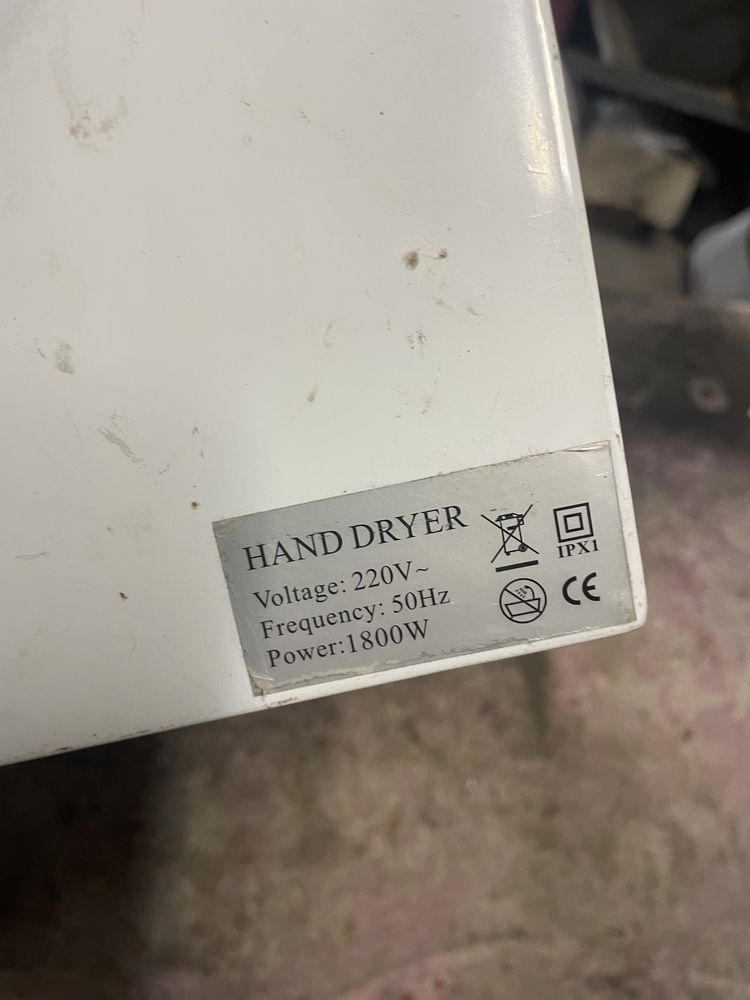 HAND DRYER
Voltage: 220V~
Frequency: 50Hz
Power:1800W
IPX1
CE